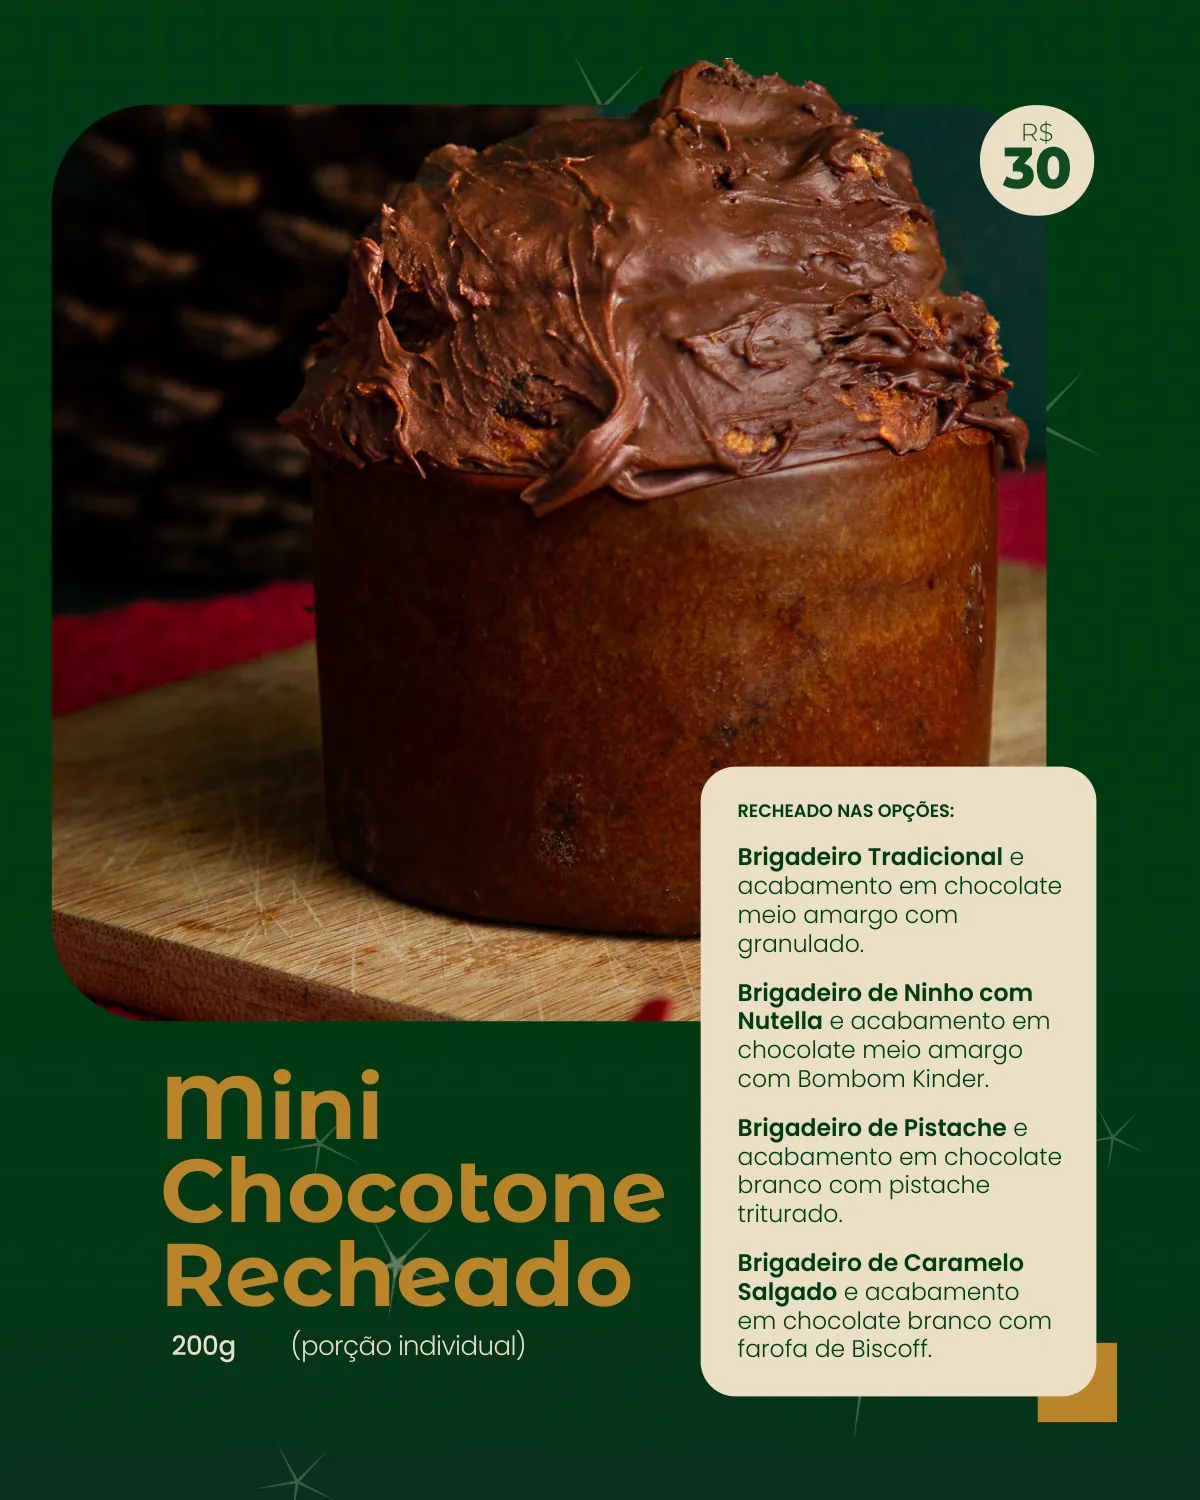 R$
30
RECHEADO NAS OPÇÕES:
Brigadeiro Tradicional e
acabamento em chocolate
meio amargo com
granulado.
Brigadeiro de Ninho com
Nutella e acabamento em
chocolate meio amargo
com Bombom Kinder.
Brigadeiro de Pistache e
acabamento em chocolate
branco com pistache
triturado.
Brigadeiro de Caramelo
Salgado e acabamento
em chocolate branco com
farofa de Biscoff.
Mini
Chocotone
Recheado
200g (porção individual)